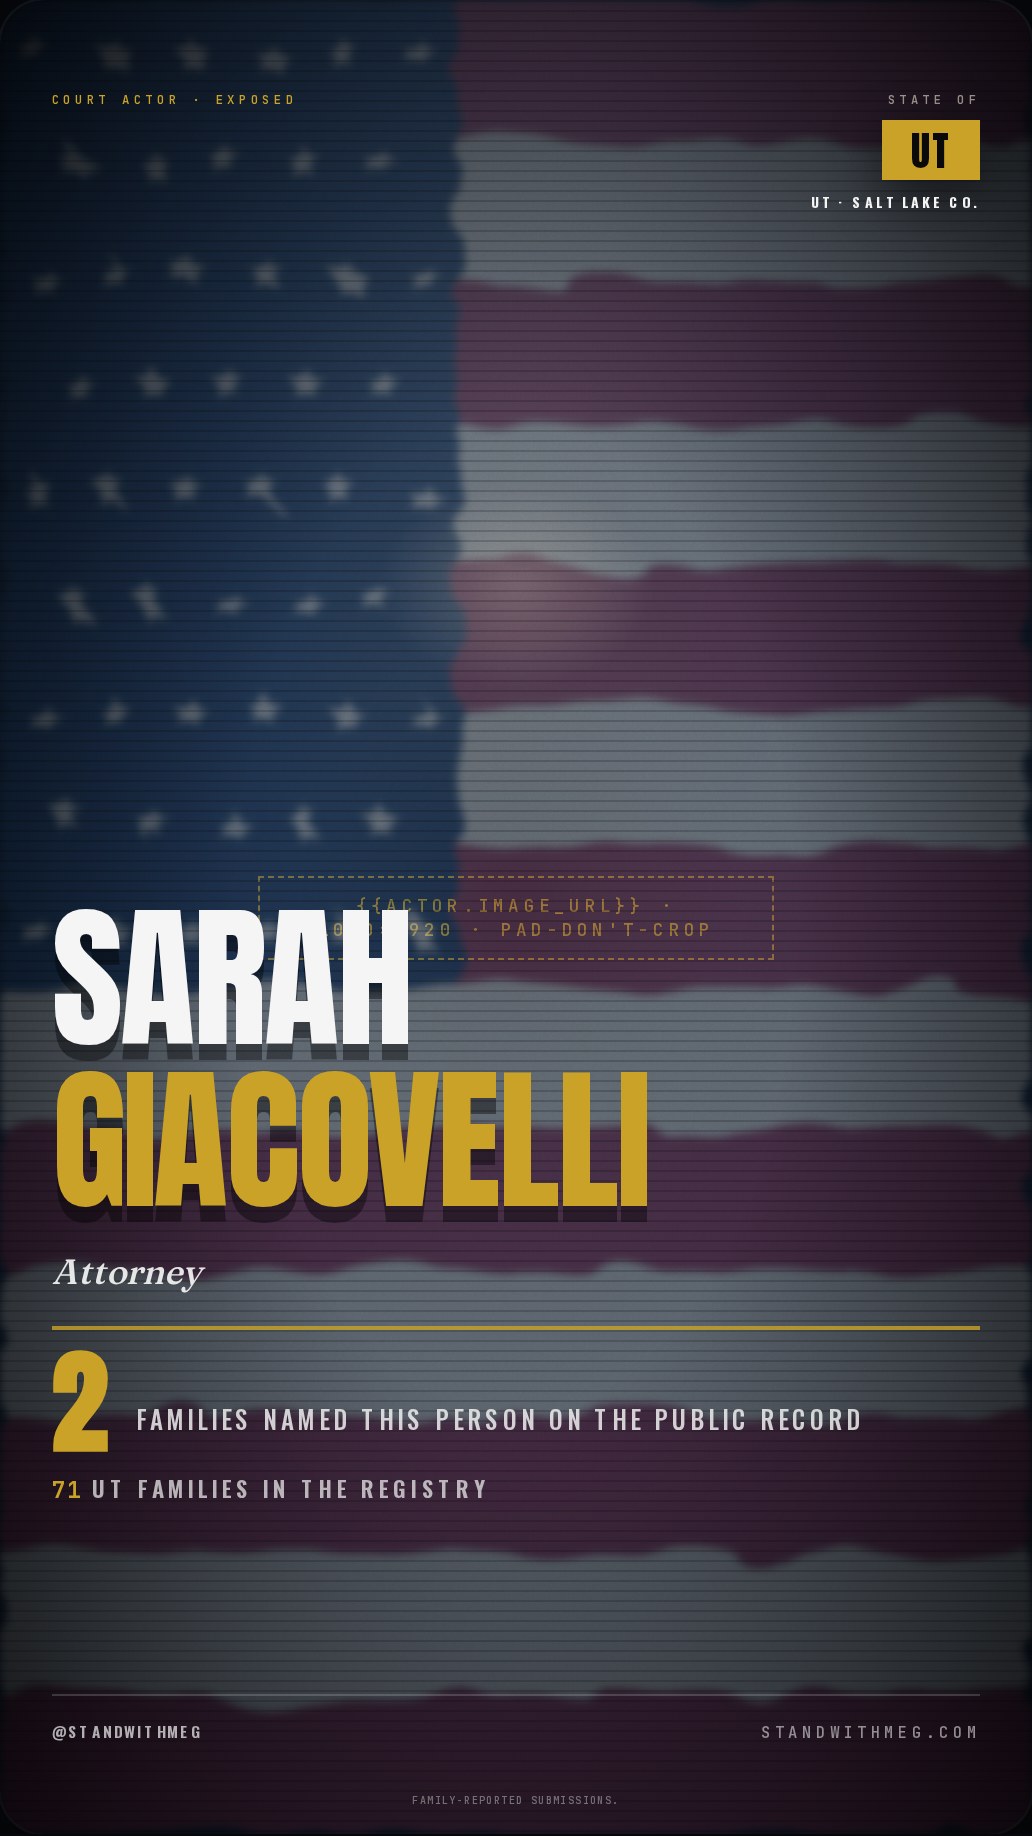 COURT ACTOR · EXPOSED
STATE OF
UT
UT · SALT LAKE CO.
{{ACTOR.IMAGE_URL}} ·
920 · PAD-DON'T-CROP
SARAH
GIACOVELLI
Attorney
2 FAMILIES NAMED THIS PERSON ON THE PUBLIC RECORD
71 UT FAMILIES IN THE REGISTRY
@STANDWITHMEG
STANDWITHMEG.COM
FAMILY-REPORTED SUBMISSIONS.